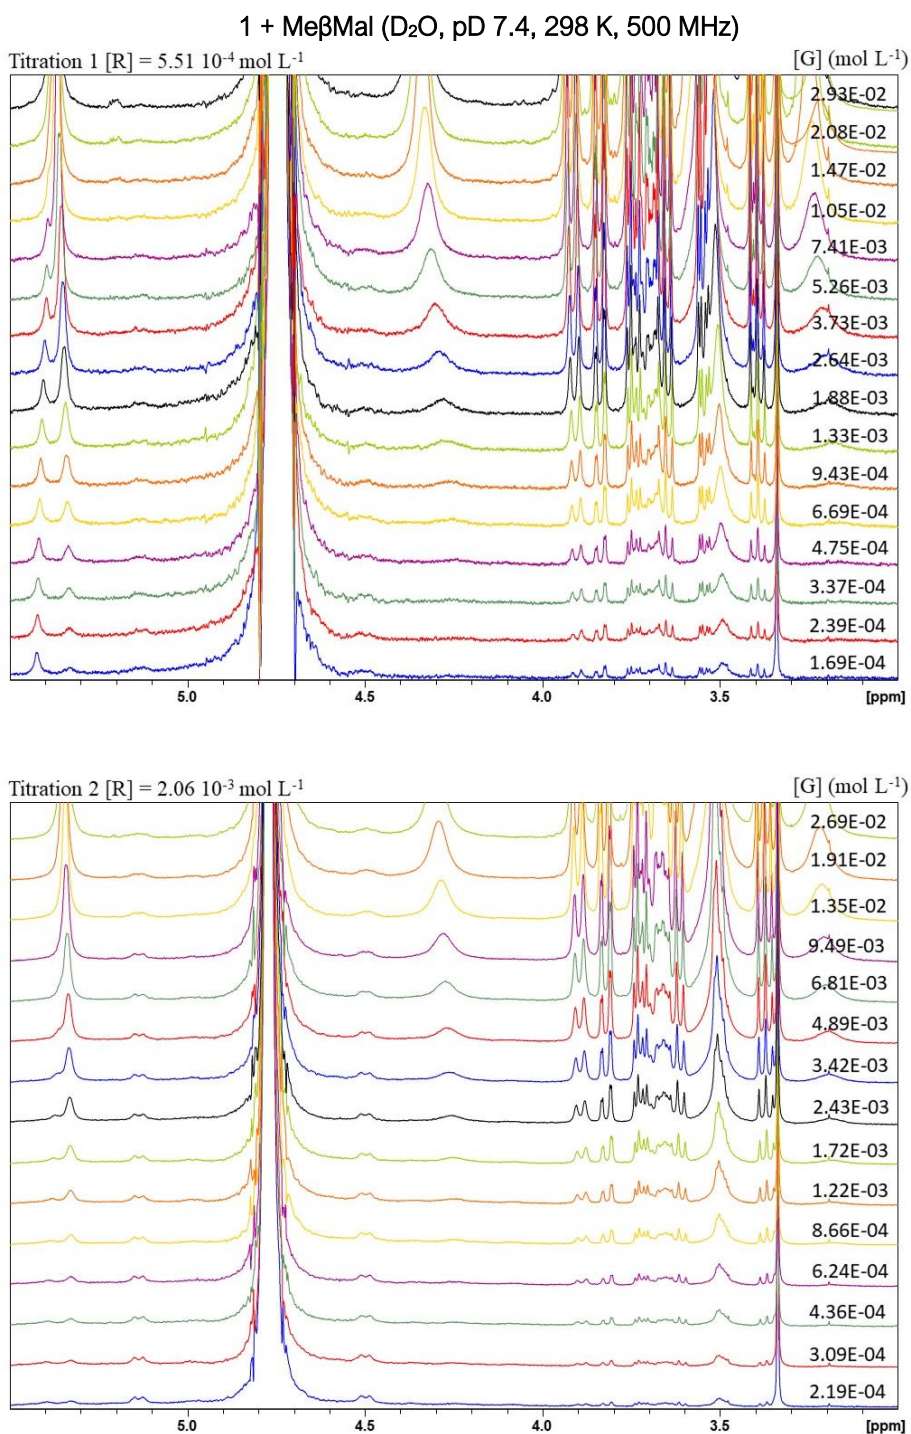 1 + MeβMal (D₂O, pD 7.4, 298 K, 500 MHz)
Titration 1 [R] = 5.51 10⁻⁴ mol L⁻¹ [G] (mol L⁻¹)
2.93E-02
2.08E-02
1.47E-02
1.05E-02
7.41E-03
5.26E-03
3.73E-03
2.64E-03
1.88E-03
1.33E-03
9.43E-04
6.69E-04
4.75E-04
3.37E-04
2.39E-04
1.69E-04
5.0 4.5 4.0 3.5 [ppm]
Titration 2 [R] = 2.06 10⁻³ mol L⁻¹ [G] (mol L⁻¹)
2.69E-02
1.91E-02
1.35E-02
9.49E-03
6.81E-03
4.89E-03
3.42E-03
2.43E-03
1.72E-03
1.22E-03
8.66E-04
6.24E-04
4.36E-04
3.09E-04
2.19E-04
5.0 4.5 4.0 3.5 [ppm]